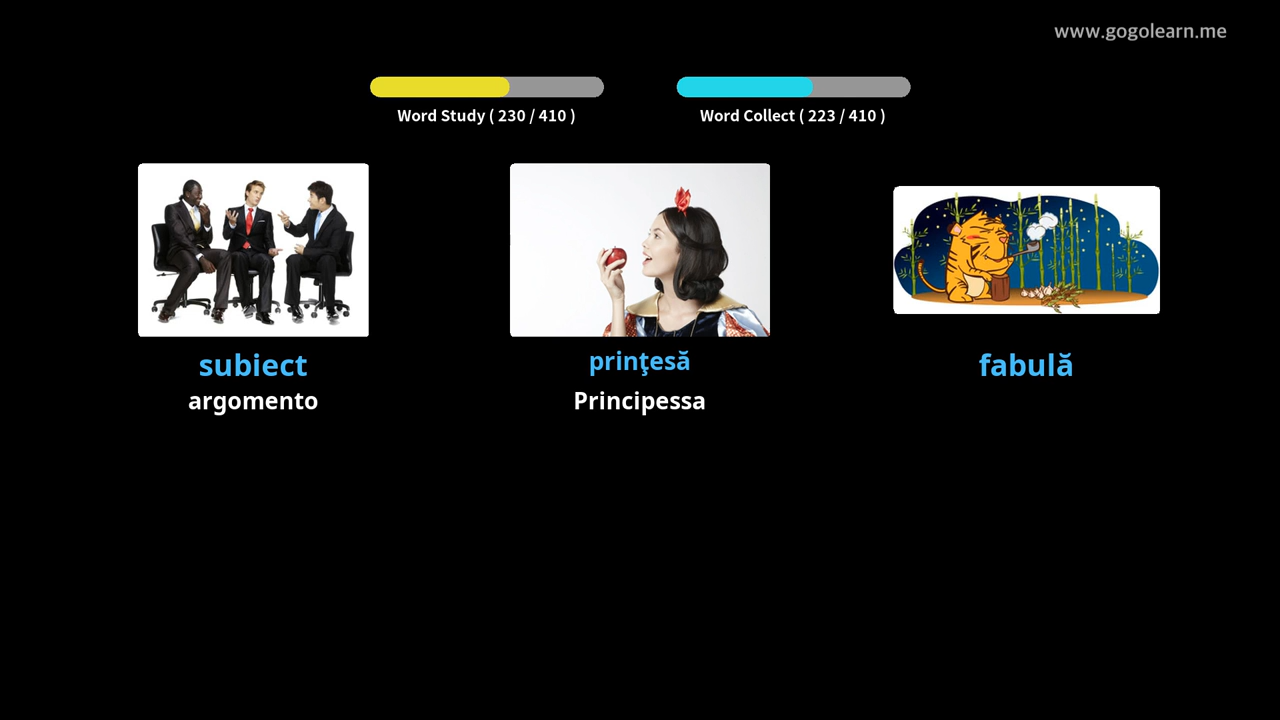 www.gogolearn.me
Word Study ( 230 / 410 )
Word Collect ( 223 / 410 )
subiect
argomento
prinţesă
Principessa
fabulă